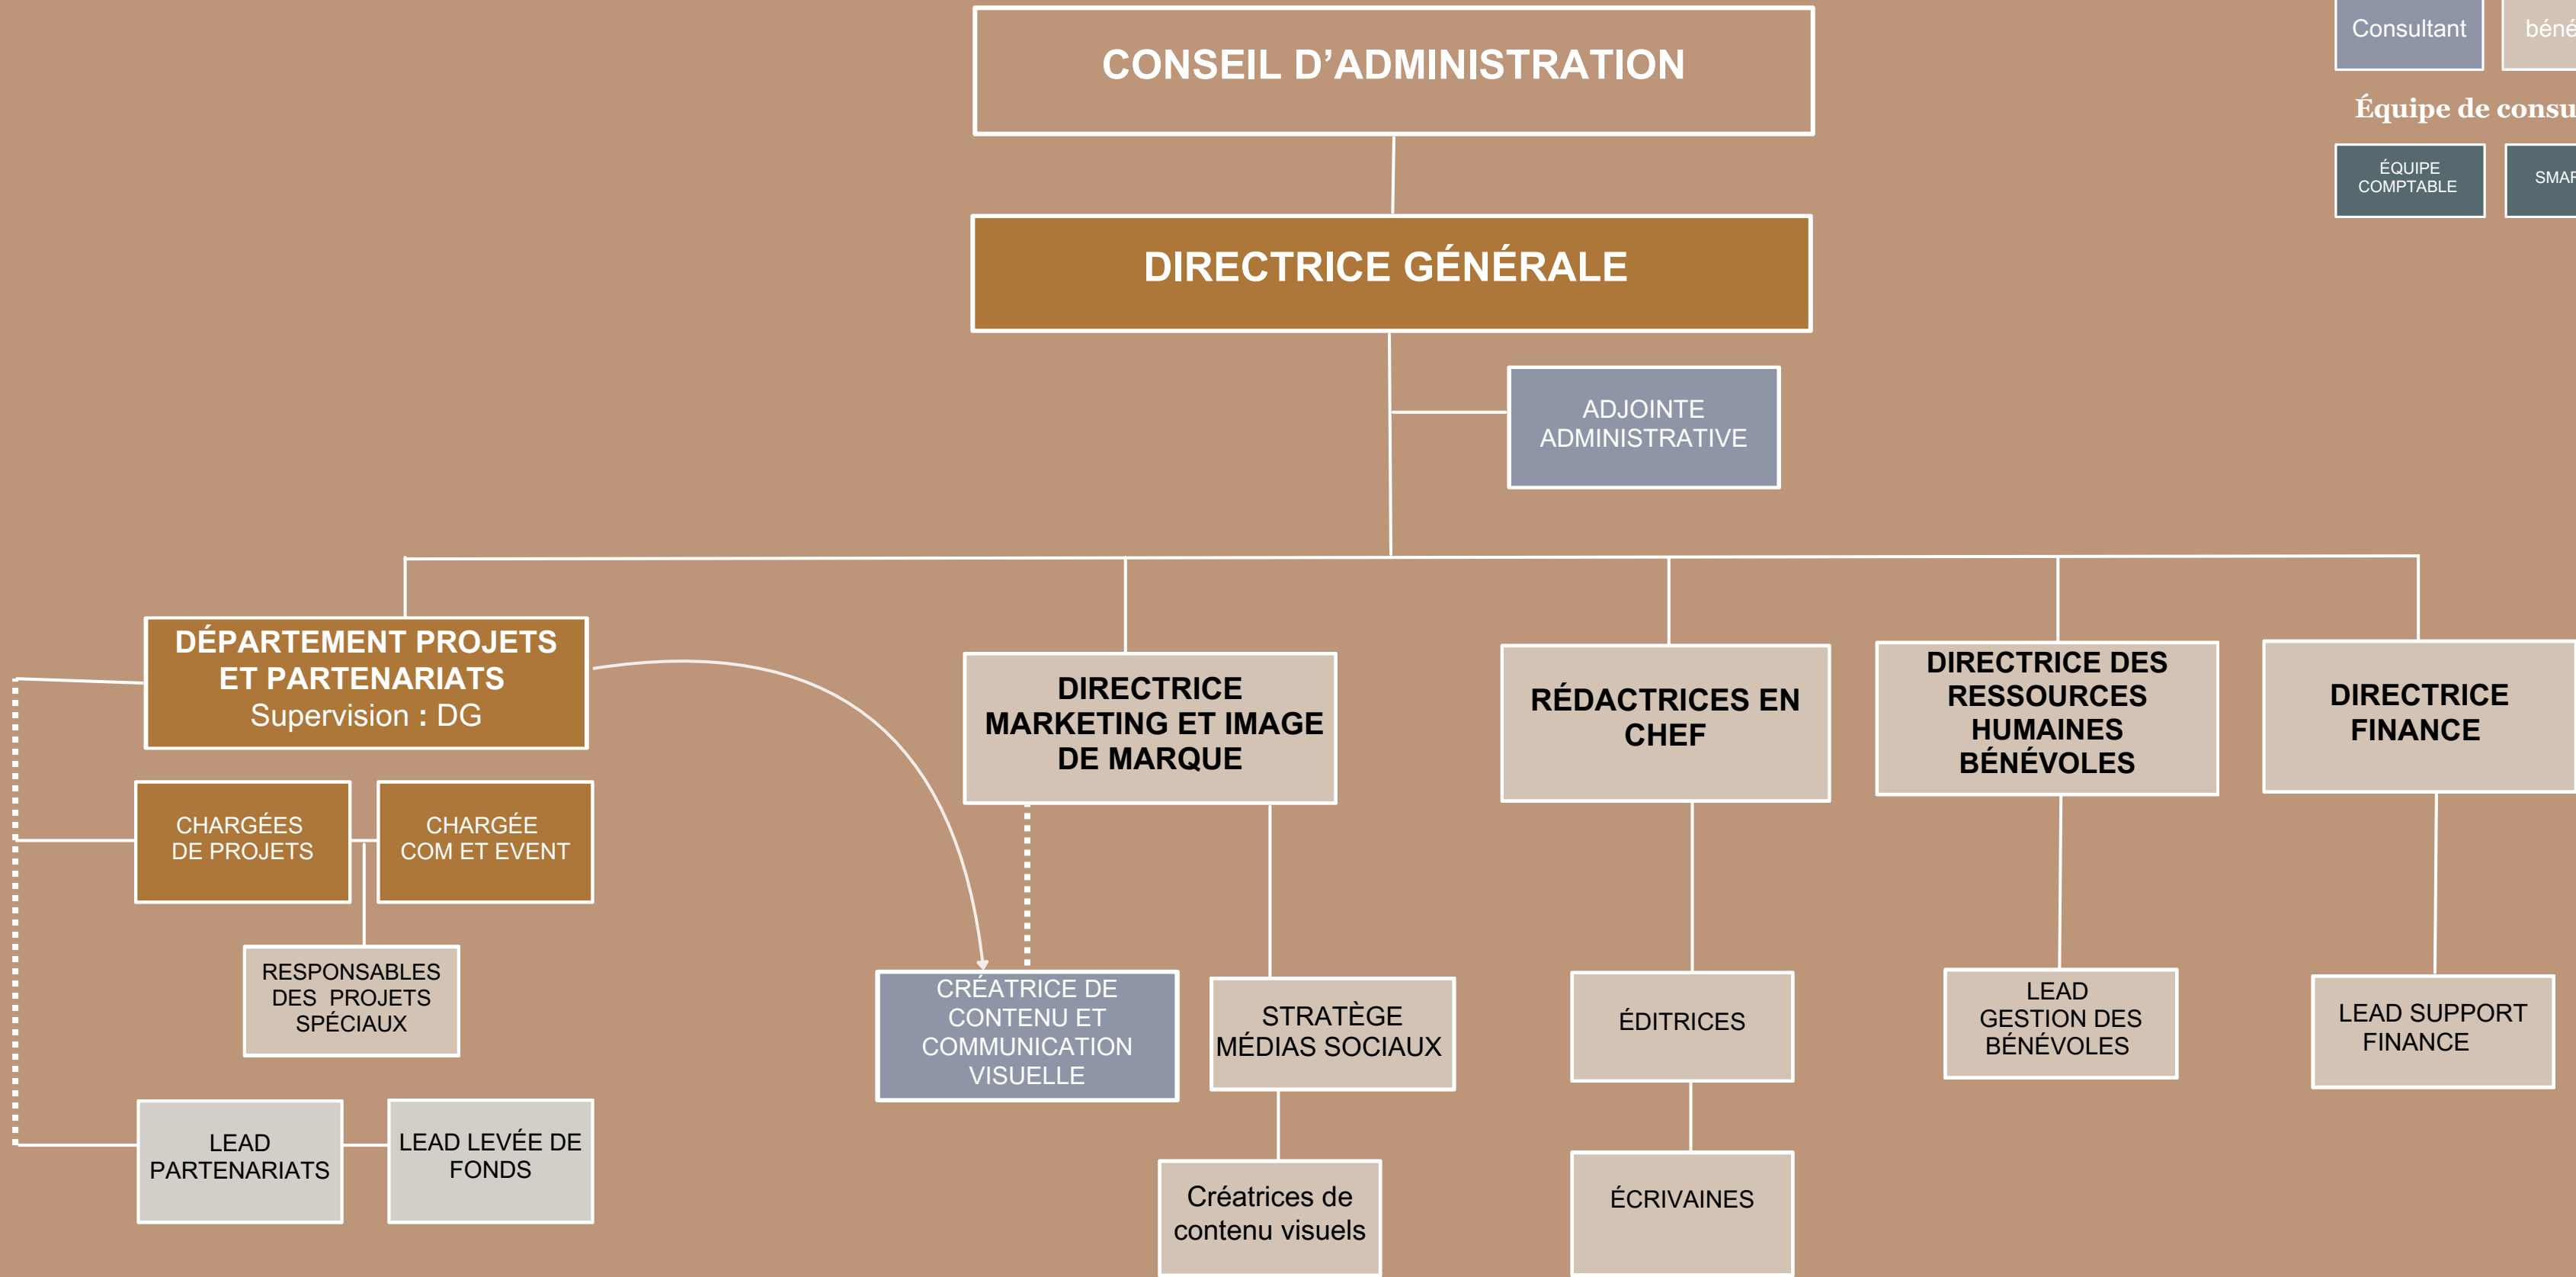 CONSEIL D’ADMINISTRATION
Consultant
Équipe de
ÉQUIPE
COMPTABLE
DIRECTRICE GÉNÉRALE
ADJOINTE
ADMINISTRATIVE
DÉPARTEMENT PROJETS
ET PARTENARIATS
Supervision : DG
CHARGÉES
DE PROJETS
CHARGÉE
COM ET EVENT
RESPONSABLES
DES PROJETS
SPÉCIAUX
LEAD
PARTENARIATS
LEAD LEVÉE DE
FONDS
DIRECTRICE
MARKETING ET IMAGE
DE MARQUE
CRÉATRICE DE
CONTENU ET
COMMUNICATION
VISUELLE
STRATÈGE
MÉDIAS SOCIAUX
Créatrices de
contenu visuels
RÉDACTRICES EN
CHEF
ÉDITRICES
ÉCRIVAINES
DIRECTRICE DES
RESSOURCES
HUMAINES
BÉNÉVOLES
LEAD
GESTION DES
BÉNÉVOLES
DIRECTRICE
FINANCE
LEAD SUPPORT
FINANCE